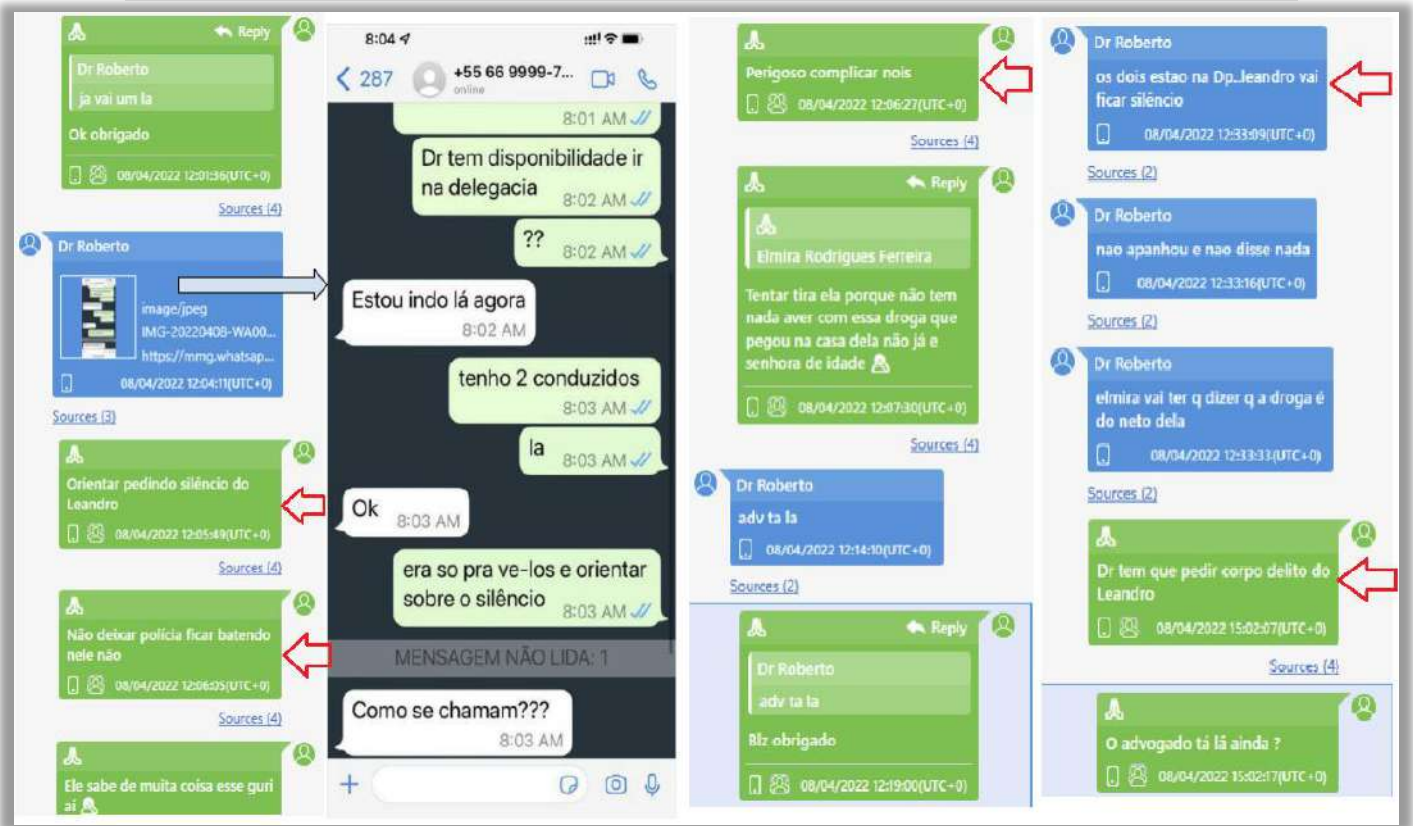 Reply
Dr Roberto
ja vai um la
Ok obrigado
08/04/2022 12:01:36(UTC+0)
Sources (4)
Dr Roberto
image/jpeg
IMG-20220408-WA00...
https://mmg.whatsap...
08/04/2022 12:04:11(UTC+0)
Sources (3)
Orientar pedindo silêncio do
Leandro
08/04/2022 12:05:49(UTC+0)
Sources (4)
Não deixar polícia ficar batendo
nele não
08/04/2022 12:06:05(UTC+0)
Sources (4)
Ele sabe de muita coisa esse guri
aí
8:04
287
+55 66 9999-7...
online
8:01 AM
Dr tem disponibilidade ir
na delegacia
8:02 AM
??
8:02 AM
Estou indo lá agora
8:02 AM
tenho 2 conduzidos
8:03 AM
la
8:03 AM
Ok
8:03 AM
era so pra ve-los e orientar
sobre o silêncio
8:03 AM
MENSAGEM NÃO LIDA: 1
Como se chamam???
8:03 AM
Perigoso complicar nois
08/04/2022 12:06:27(UTC+0)
Sources (4)
Reply
Elmira Rodrigues Ferreira
Tentar tira ela porque não tem
nada aver com essa droga que
pegou na casa dela não já e
senhora de idade
08/04/2022 12:07:30(UTC+0)
Sources (4)
Dr Roberto
adv ta la
08/04/2022 12:14:10(UTC+0)
Sources (2)
Reply
Dr Roberto
adv ta la
Blz obrigado
08/04/2022 12:19:00(UTC+0)
Dr Roberto
os dois estao na Dp..leandro vai
ficar silêncio
08/04/2022 12:33:09(UTC+0)
Sources (2)
Dr Roberto
nao apanhou e nao disse nada
08/04/2022 12:33:16(UTC+0)
Sources (2)
Dr Roberto
elmira vai ter q dizer q a droga é
do neto dela
08/04/2022 12:33:33(UTC+0)
Sources (2)
Dr tem que pedir corpo delito do
Leandro
08/04/2022 15:02:07(UTC+0)
Sources (4)
O advogado tá lá ainda ?
08/04/2022 15:02:17(UTC+0)